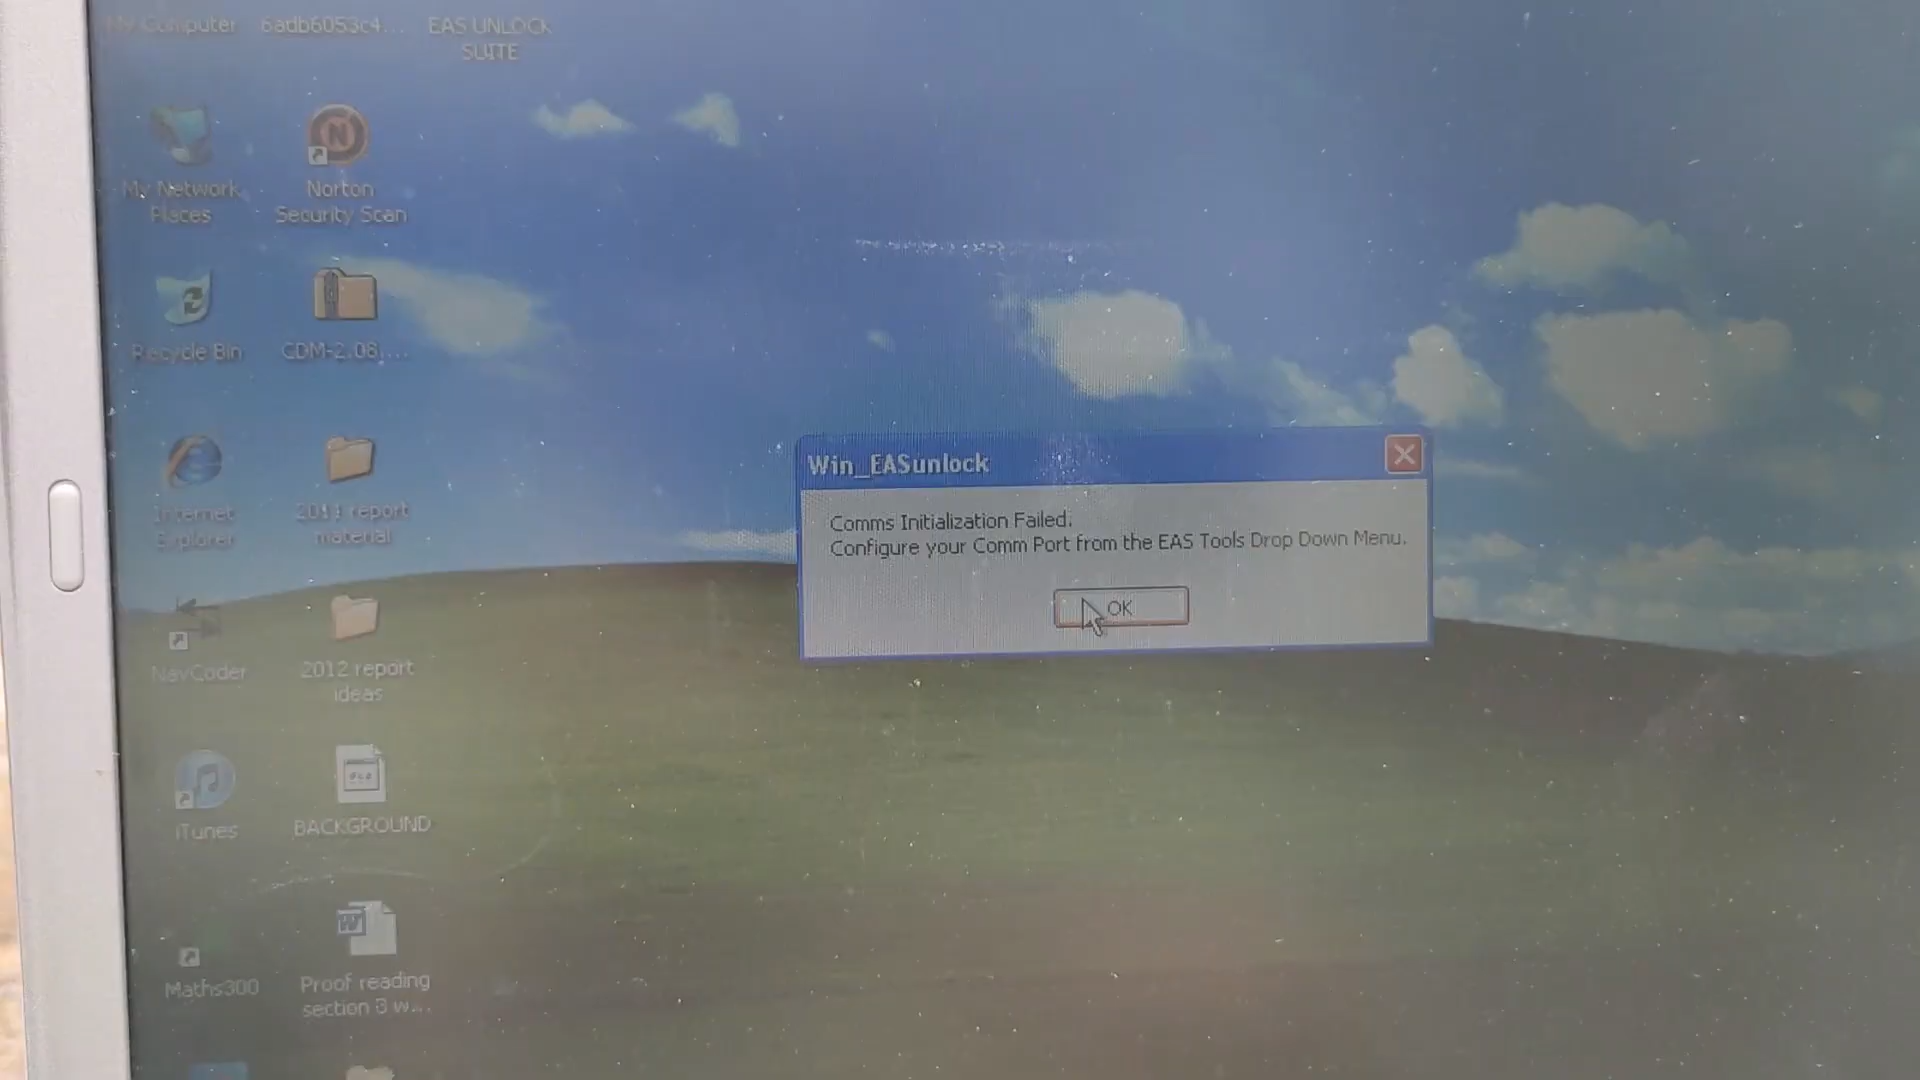 My Computer
6adb6053c4...
EAS UNLOCK
SUITE
My Network
Places
Norton
Security Scan
Recycle Bin
CDM-2.08....
Internet
Explorer
2011 report
material
NavCoder
2012 report
ideas
iTunes
BACKGROUND
Maths300
Proof reading
section 3 w...
Win_EASunlock
Comms Initialization Failed.
Configure your Comm Port from the EAS Tools Drop Down Menu.
OK